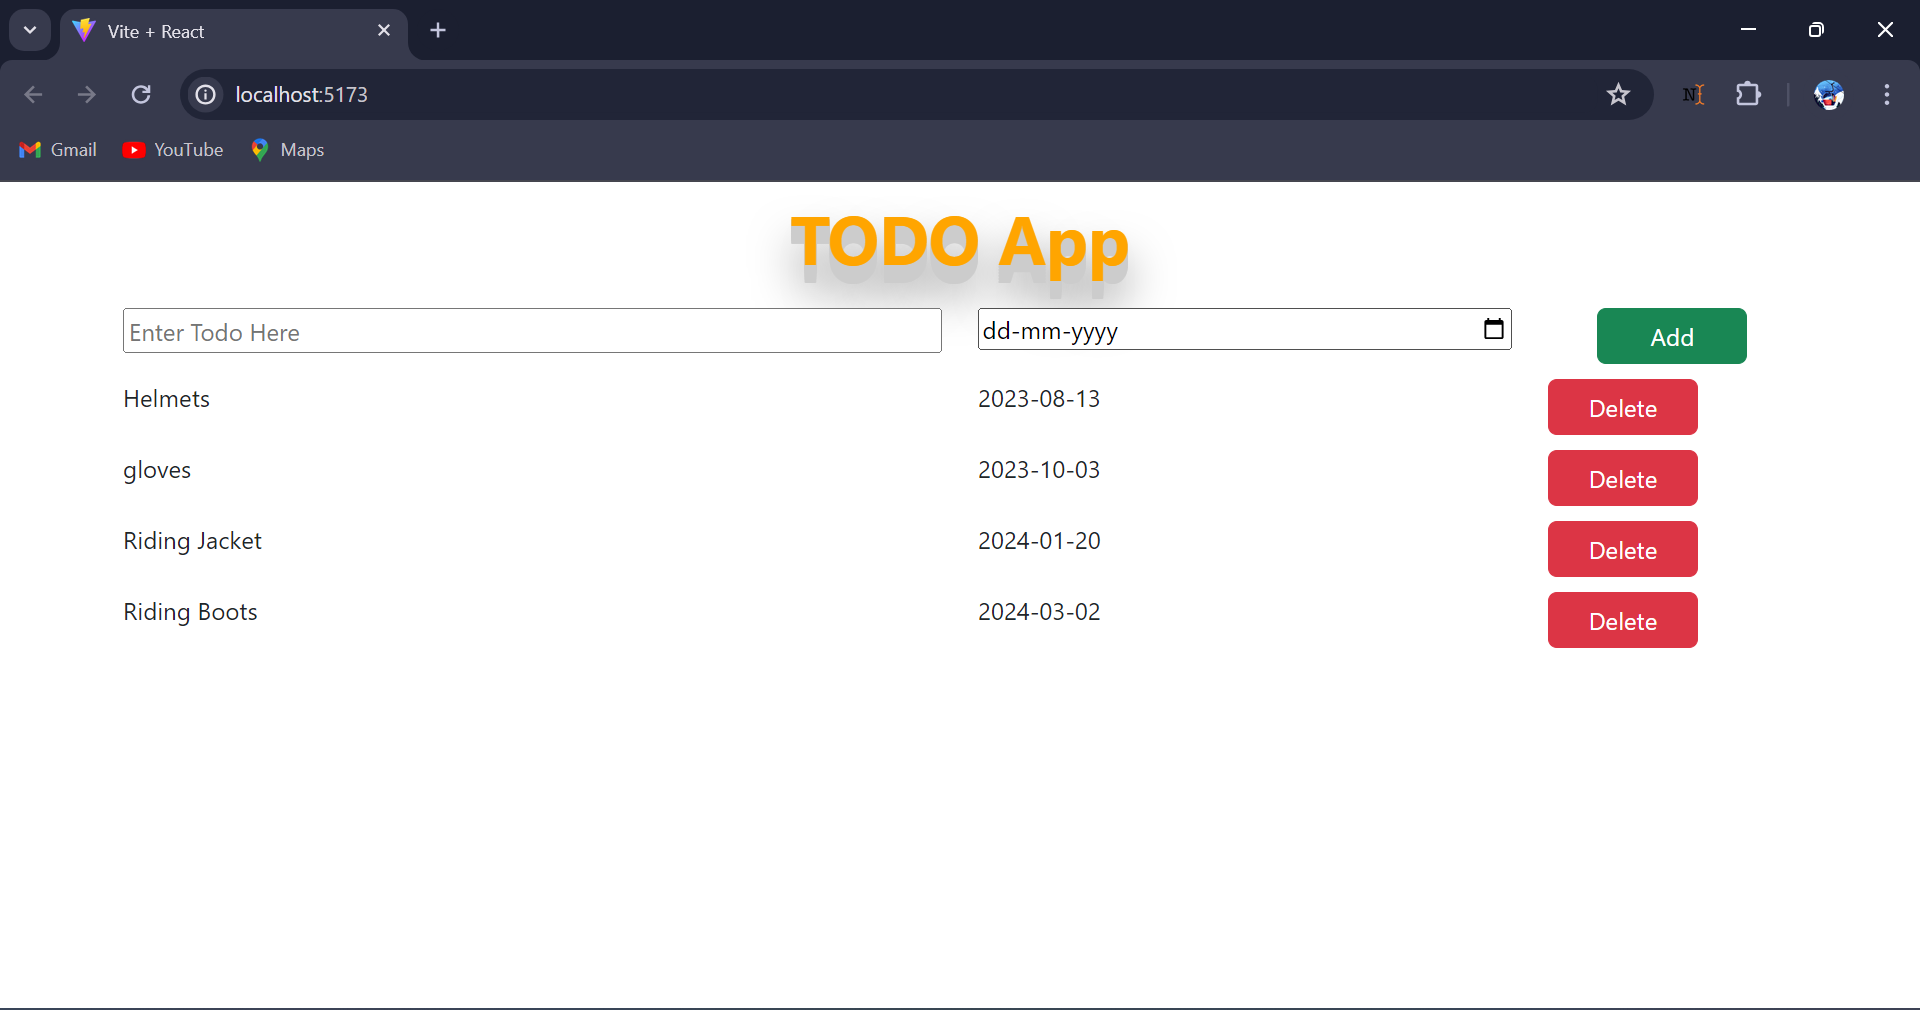 Vite + React
localhost:5173
Gmail YouTube Maps
TODO App
Enter Todo Here dd-mm-yyyy Add
Helmets 2023-08-13 Delete
gloves 2023-10-03 Delete
Riding Jacket 2024-01-20 Delete
Riding Boots 2024-03-02 Delete